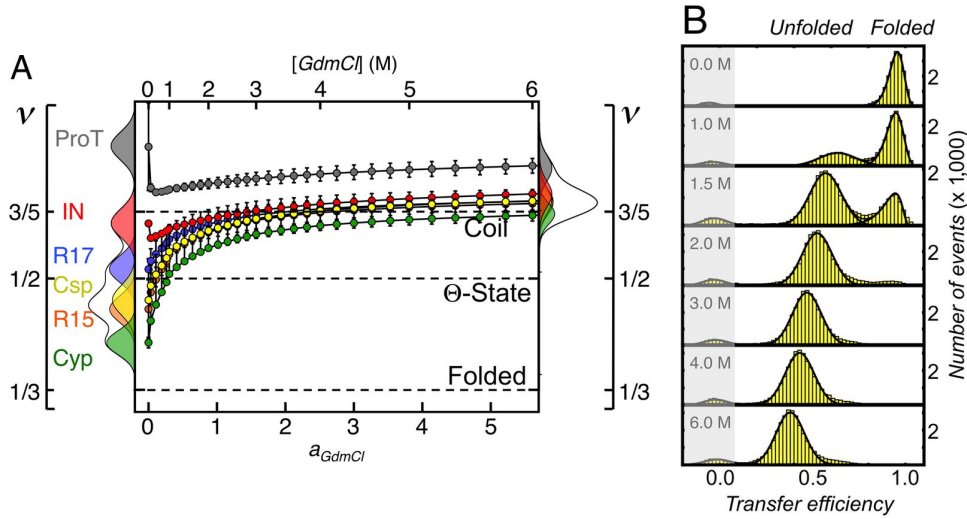 A
[GdmCl] (M)
0 1 2 3 4 5 6
ν
ν
ProT
IN
R17
Csp
R15
Cyp
3/5
1/2
1/3
3/5
1/2
1/3
Coil
Θ-State
Folded
0 1 2 3 4 5
aGdmCl
B
Unfolded Folded
0.0 M
1.0 M
1.5 M
2.0 M
3.0 M
4.0 M
6.0 M
2
2
2
2
2
2
2
Number of events (x 1,000)
0.0 0.5 1.0
Transfer efficiency